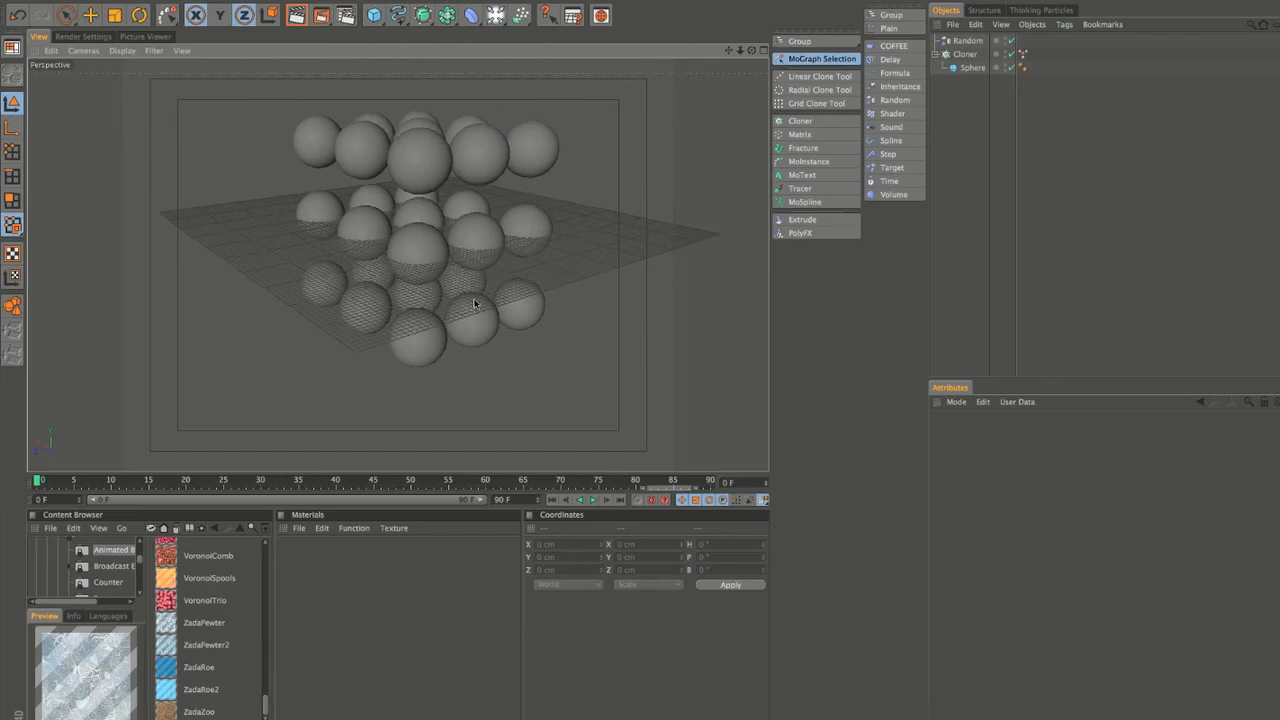 View Render Settings Picture Viewer
Edit Cameras Display Filter View
Perspective
Group
MoGraph Selection
Linear Clone Tool
Radial Clone Tool
Grid Clone Tool
Cloner
Matrix
Fracture
MoInstance
MoText
Tracer
MoSpline
Extrude
PolyFX
Group
Plain
COFFEE
Delay
Formula
Inheritance
Random
Shader
Sound
Spline
Step
Target
Time
Volume
Objects Structure Thinking Particles
File Edit View Objects Tags Bookmarks
Random
Cloner
Sphere
Attributes
Mode Edit User Data
0 5 10 15 20 25 30 35 40 45 50 55 60 65 70 75 80 85 90 0 F
0 F 0 F 90 F 90 F
Content Browser
File Edit View Go
Animated B
Broadcast E
Counter
VoronoiComb
VoronoiSpools
VoronoiTrio
ZadaPewter
ZadaPewter2
ZadaRoe
ZadaRoe2
ZadaZoo
Preview Info Languages
Materials
File Edit Function Texture
Coordinates
-- -- --
X 0 cm X 0 cm H 0 °
Y 0 cm Y 0 cm P 0 °
Z 0 cm Z 0 cm B 0 °
World Scale Apply